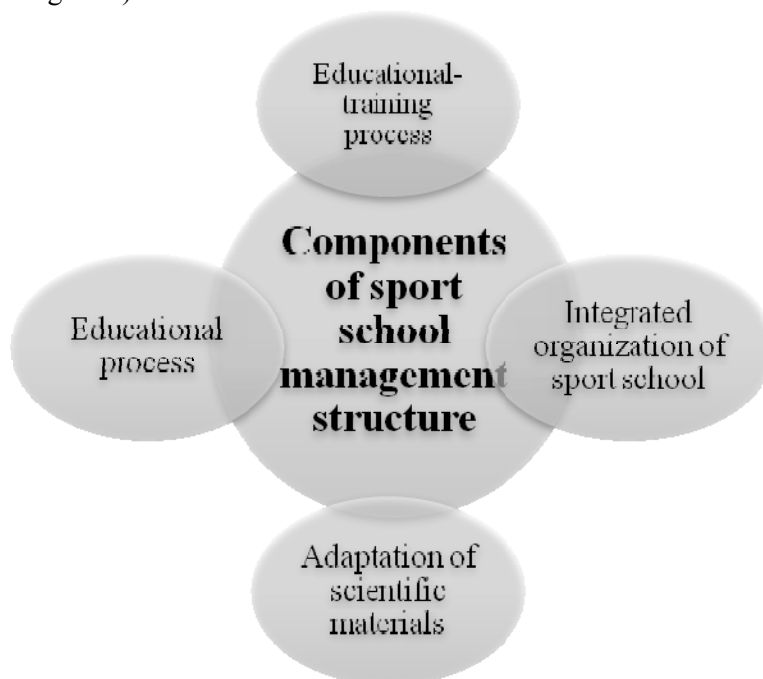 Educational-
training
process
Components
of sport
school
management
structure
Educational
process
Integrated
organization of
sport school
Adaptation of
scientific
materials